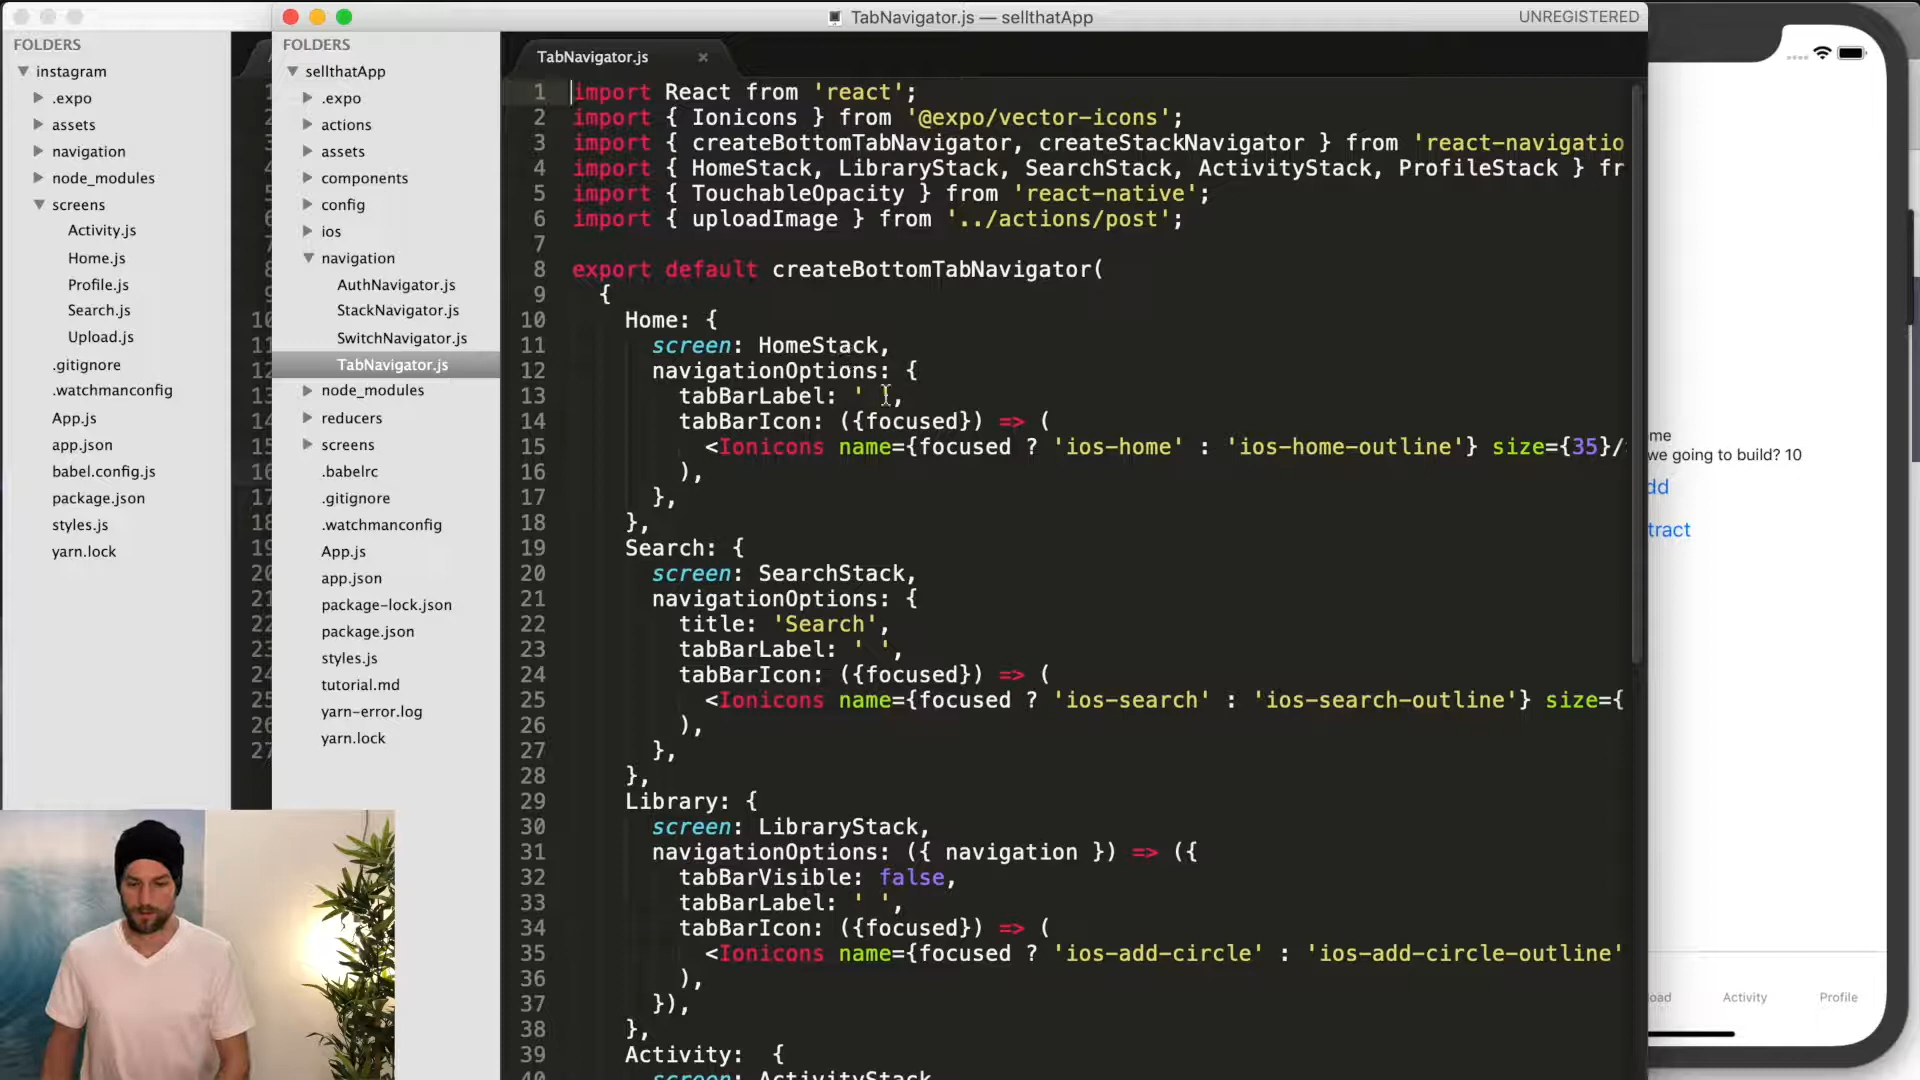 TabNavigator.js — sellthatApp
UNREGISTERED
FOLDERS
instagram
.expo
assets
navigation
node_modules
screens
Activity.js
Home.js
Profile.js
Search.js
Upload.js
.gitignore
.watchmanconfig
App.js
app.json
babel.config.js
package.json
styles.js
yarn.lock
FOLDERS
sellthatApp
.expo
actions
assets
components
config
ios
navigation
AuthNavigator.js
StackNavigator.js
SwitchNavigator.js
TabNavigator.js
node_modules
reducers
screens
.babelrc
.gitignore
.watchmanconfig
App.js
app.json
package-lock.json
package.json
styles.js
tutorial.md
yarn-error.log
yarn.lock
TabNavigator.js
1 import React from 'react';
2 import { Ionicons } from '@expo/vector-icons';
3 import { createBottomTabNavigator, createStackNavigator } from 'react-navigatio
4 import { HomeStack, LibraryStack, SearchStack, ActivityStack, ProfileStack } fr
5 import { TouchableOpacity } from 'react-native';
6 import { uploadImage } from '../actions/post';
7
8 export default createBottomTabNavigator(
9 {
10 Home: {
11 screen: HomeStack,
12 navigationOptions: {
13 tabBarLabel: ' ',
14 tabBarIcon: ({focused}) => (
15 <Ionicons name={focused ? 'ios-home' : 'ios-home-outline'} size={35}/
16 ),
17 },
18 },
19 Search: {
20 screen: SearchStack,
21 navigationOptions: {
22 title: 'Search',
23 tabBarLabel: ' ',
24 tabBarIcon: ({focused}) => (
25 <Ionicons name={focused ? 'ios-search' : 'ios-search-outline'} size={
26 ),
27 },
28 },
29 Library: {
30 screen: LibraryStack,
31 navigationOptions: ({ navigation }) => ({
32 tabBarVisible: false,
33 tabBarLabel: ' ',
34 tabBarIcon: ({focused}) => (
35 <Ionicons name={focused ? 'ios-add-circle' : 'ios-add-circle-outline'
36 ),
37 }),
38 },
39 Activity: {
40 screen: ActivityStack
me
we going to build? 10
dd
tract
oad
Activity
Profile